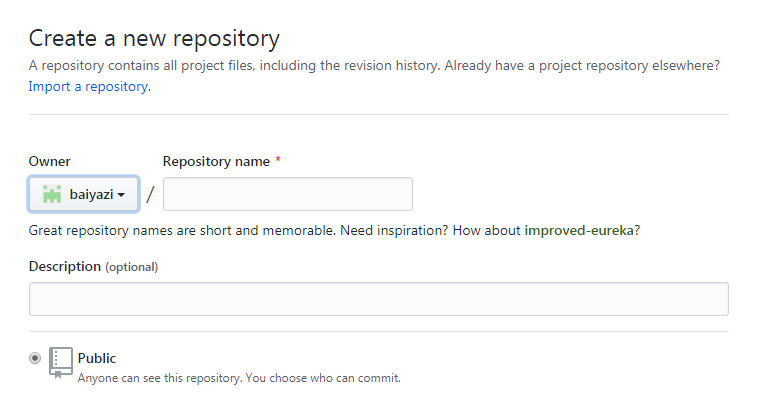 Create a new repository
A repository contains all project files, including the revision history. Already have a project repository elsewhere?
Import a repository.
Owner Repository name *
baiyazi / 
Great repository names are short and memorable. Need inspiration? How about improved-eureka?
Description (optional)
Public
Anyone can see this repository. You choose who can commit.